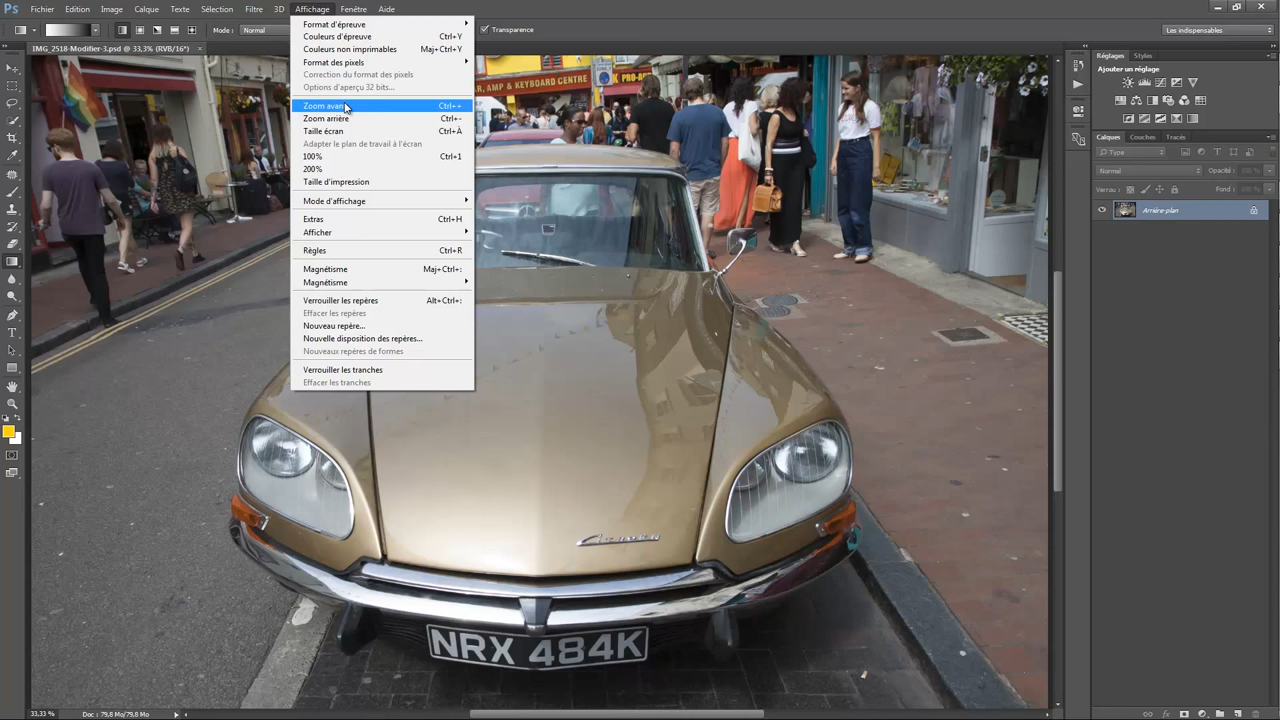 Ps Fichier Edition Image Calque Texte Sélection Filtre 3D Affichage Fenêtre Aide
Mode : Normal Transparence Les indispensables
IMG_2518-Modifier-3.psd @ 33,3% (RVB/16*) ×
Format d'épreuve
Couleurs d'épreuve Ctrl+Y
Couleurs non imprimables Maj+Ctrl+Y
Format des pixels
Correction du format des pixels
Options d'aperçu 32 bits...
Zoom avant Ctrl++
Zoom arrière Ctrl+-
Taille écran Ctrl+À
Adapter le plan de travail à l'écran
100% Ctrl+1
200%
Taille d'impression
Mode d'affichage
Extras Ctrl+H
Afficher
Règles Ctrl+R
Magnétisme Maj+Ctrl+;
Magnétisme
Verrouiller les repères Alt+Ctrl+;
Effacer les repères
Nouveau repère...
Nouvelle disposition des repères...
Nouveaux repères de formes
Verrouiller les tranches
Effacer les tranches
AMP & KEYBOARD CENTRE
PRO-AM
Citroën
NRX 484K
Réglages Styles
Ajouter un réglage
Calques Couches Tracés
Type
Normal Opacité :
Verrou : Fond :
Arrière-plan
33,33 % Doc : 79,8 Mo/79,8 Mo